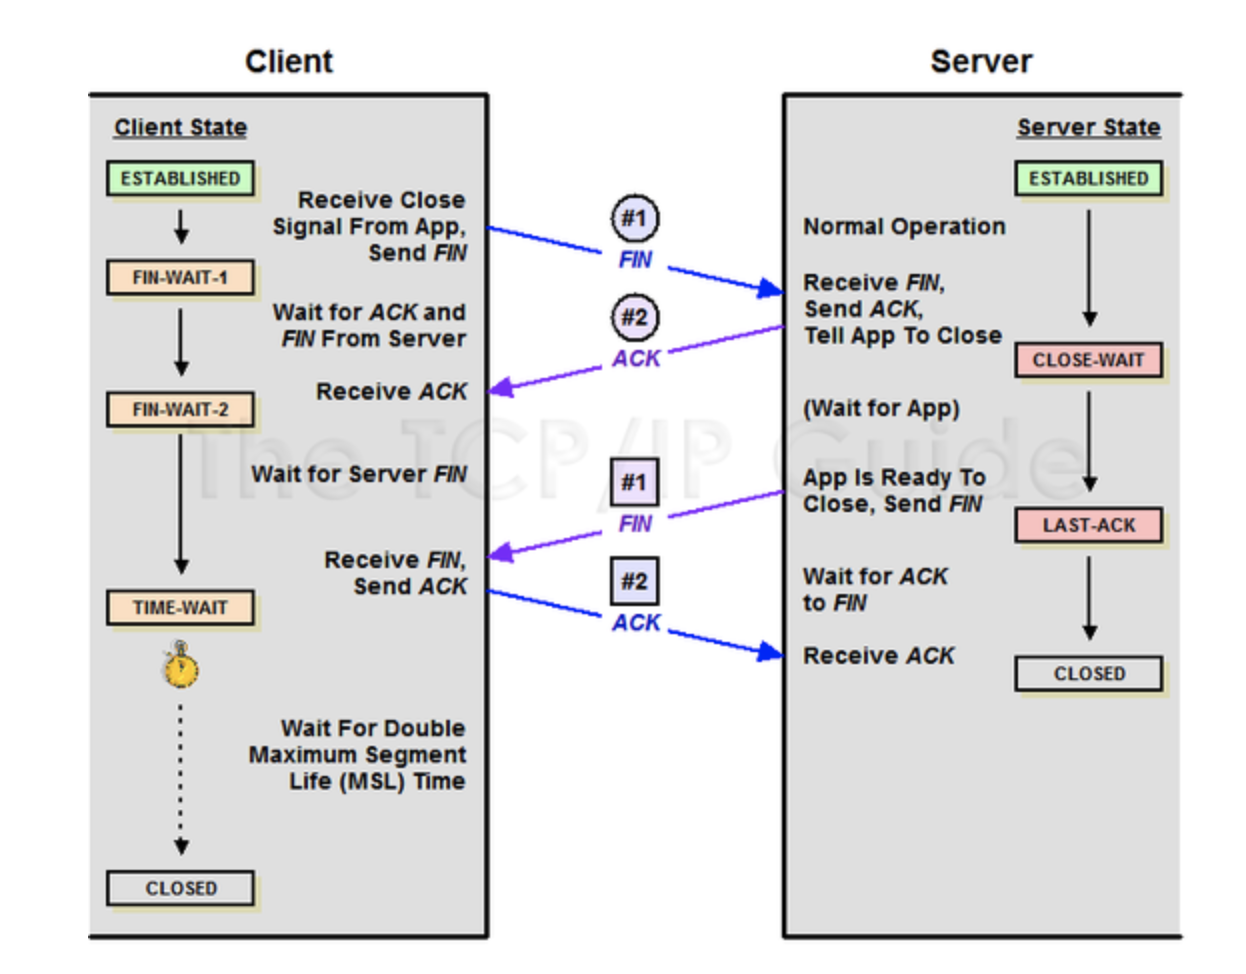 Client
Server
Client State
ESTABLISHED
Receive Close
Signal From App,
Send FIN
FIN-WAIT-1
Wait for ACK and
FIN From Server
Receive ACK
FIN-WAIT-2
Wait for Server FIN
Receive FIN,
Send ACK
TIME-WAIT
Wait For Double
Maximum Segment
Life (MSL) Time
CLOSED
#1
FIN
#2
ACK
#1
FIN
#2
ACK
The TCP/IP Guide
Server State
ESTABLISHED
Normal Operation
Receive FIN,
Send ACK,
Tell App To Close
CLOSE-WAIT
(Wait for App)
App Is Ready To
Close, Send FIN
LAST-ACK
Wait for ACK
to FIN
Receive ACK
CLOSED